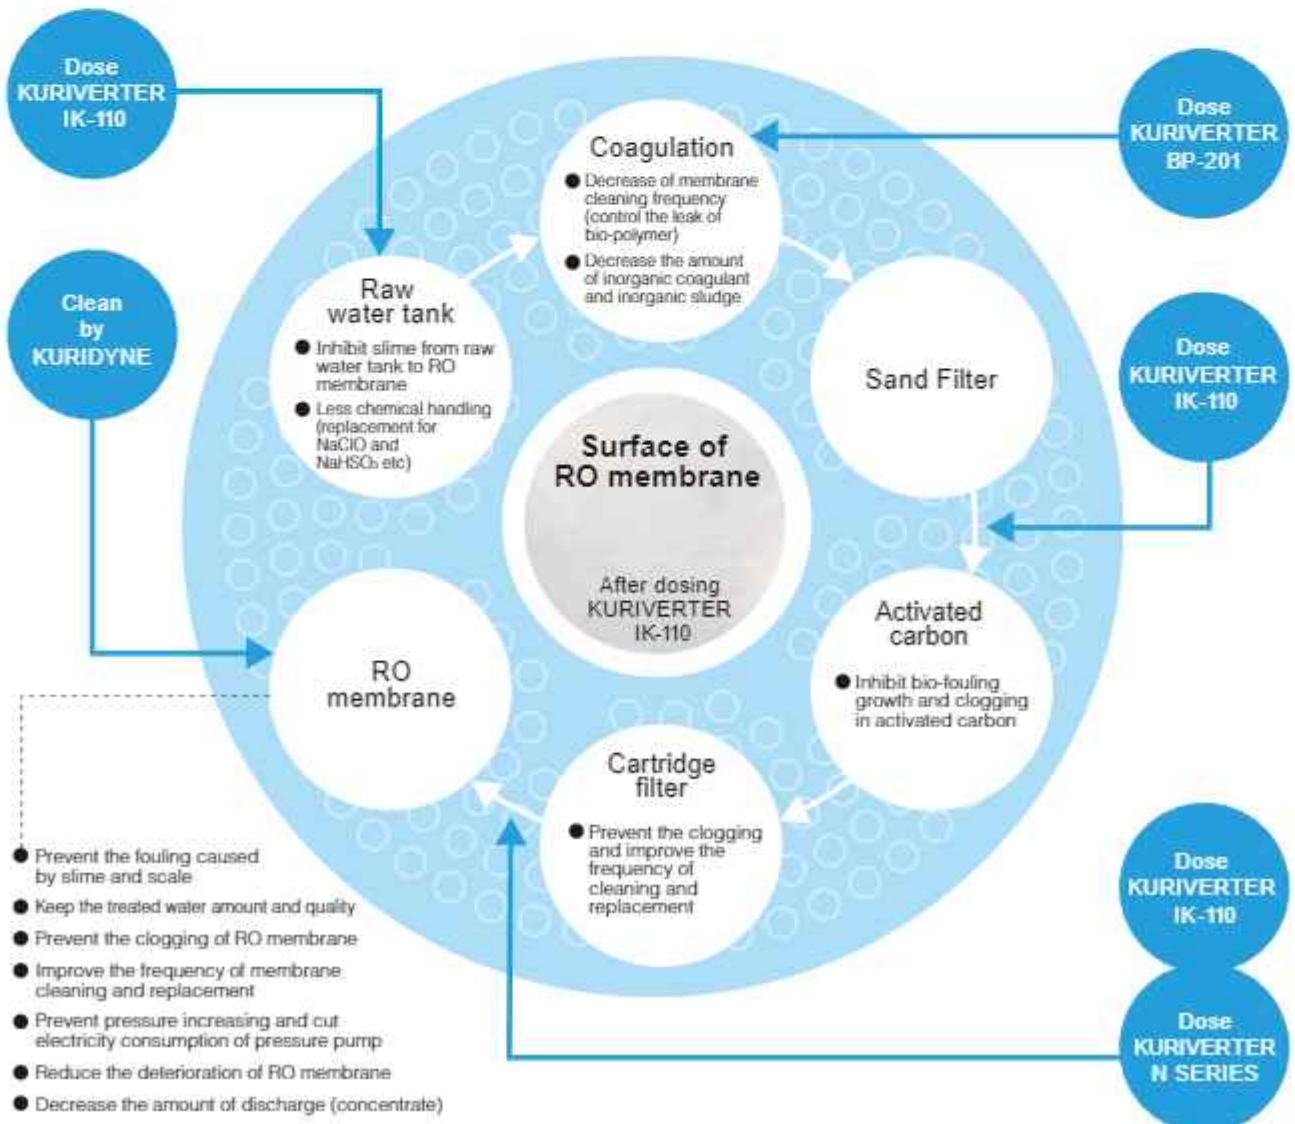 Dose
KURIVERTER
IK-110
Clean
by
KURIDYNE
Raw
water tank
● Inhibit slime from raw
water tank to RO
membrane
● Less chemical handling
(replacement for
NaClO and
NaHSO₃ etc)
Coagulation
● Decrease of membrane
cleaning frequency
(control the leak of
bio-polymer)
● Decrease the amount
of inorganic coagulant
and inorganic sludge
Dose
KURIVERTER
BP-201
Sand Filter
Dose
KURIVERTER
IK-110
Surface of
RO membrane
After dosing
KURIVERTER
IK-110
Activated
carbon
● Inhibit bio-fouling
growth and clogging
in activated carbon
Cartridge
filter
● Prevent the clogging
and improve the
frequency of
cleaning and
replacement
RO
membrane
● Prevent the fouling caused
by slime and scale
● Keep the treated water amount and quality
● Prevent the clogging of RO membrane
● Improve the frequency of membrane
cleaning and replacement
● Prevent pressure increasing and cut
electricity consumption of pressure pump
● Reduce the deterioration of RO membrane
● Decrease the amount of discharge (concentrate)
Dose
KURIVERTER
IK-110
Dose
KURIVERTER
N SERIES